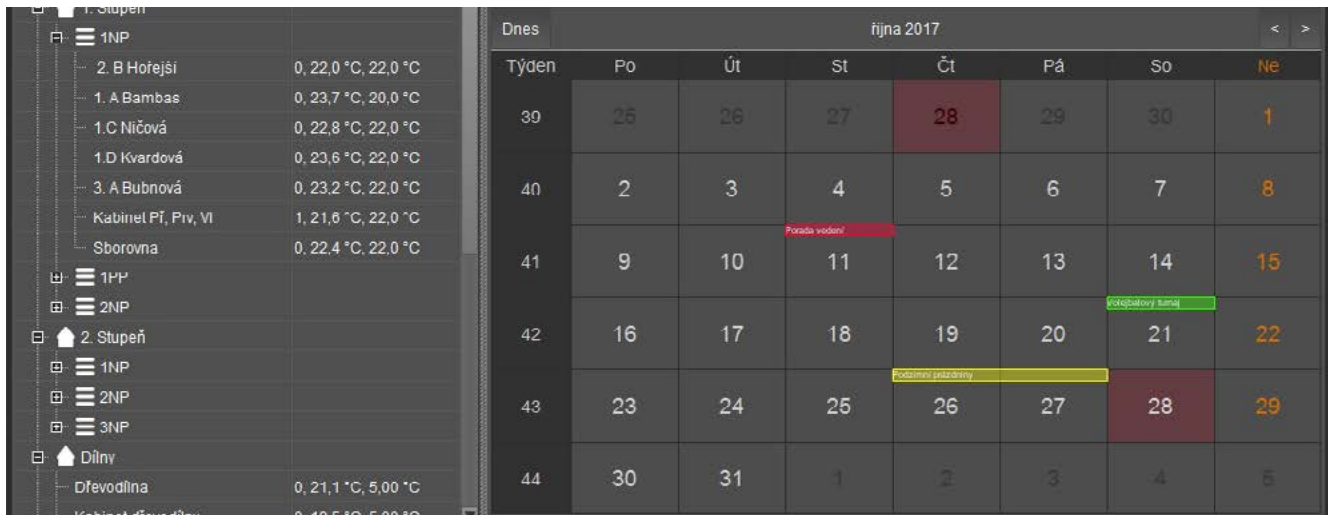 1. Stupeň
1NP
2. B Hořejší 0, 22,0 °C, 22,0 °C
1. A Bambas 0, 23,7 °C, 20,0 °C
1.C Ničová 0, 22,8 °C, 22,0 °C
1.D Kvardová 0, 23,6 °C, 22,0 °C
3. A Bubnová 0, 23,2 °C, 22,0 °C
Kabinet Př, Prv, Vl 1, 21,6 °C, 22,0 °C
Sborovna 0, 22,4 °C, 22,0 °C
1PP
2NP
2. Stupeň
1NP
2NP
3NP
Dílny
Dřevodílna 0, 21,1 °C, 5,00 °C
Kabinet dřevodílny
Dnes října 2017 < >
Týden Po Út St Čt Pá So Ne
39 25 26 27 28 29 30 1
40 2 3 4 5 6 7 8
Porada vedení
41 9 10 11 12 13 14 15
Volejbalový turnaj
42 16 17 18 19 20 21 22
Podzimní prázdniny
43 23 24 25 26 27 28 29
44 30 31 1 2 3 4 5